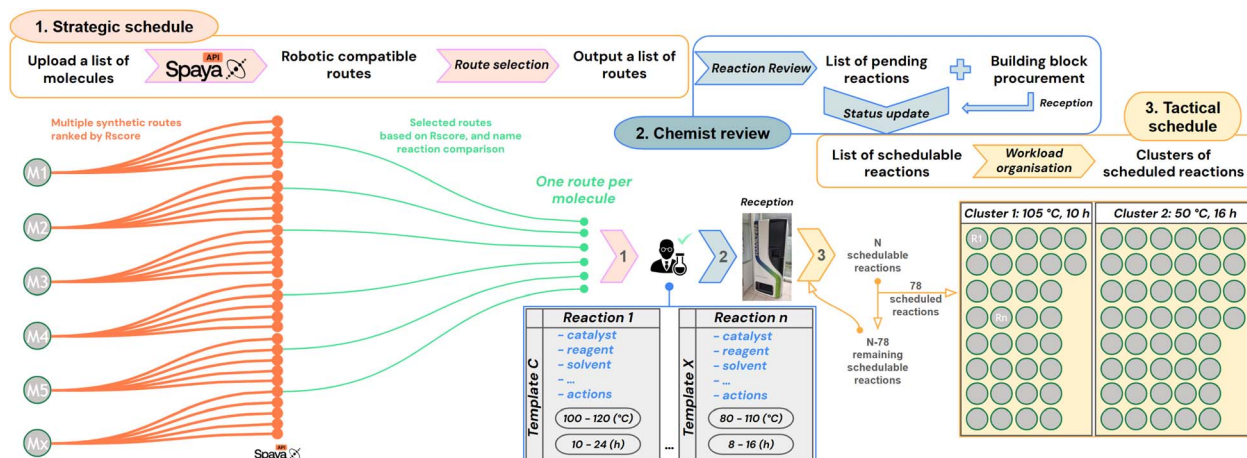 1. Strategic schedule
Upload a list of
molecules
API
Spaya
Robotic compatible
routes
Route selection
Output a list of
routes
Reaction Review
List of pending
reactions
Building block
procurement
Reception
Status update
2. Chemist review
3. Tactical
schedule
List of schedulable
reactions
Workload
organisation
Clusters of
scheduled reactions
Multiple synthetic routes
ranked by Rscore
Selected routes
based on Rscore, and name
reaction comparison
One route per
molecule
M1
M2
M3
M4
M5
Mx
API
Spaya
1
2
Reception
3
N
schedulable
reactions
78
scheduled
reactions
N-78
remaining
schedulable
reactions
Template C
Reaction 1
- catalyst
- reagent
- solvent
- ...
- actions
100 - 120 (°C)
10 - 24 (h)
...
Template X
Reaction n
- catalyst
- reagent
- solvent
- ...
- actions
80 - 110 (°C)
8 - 16 (h)
Cluster 1: 105 °C, 10 h
R1
Rn
Cluster 2: 50 °C, 16 h